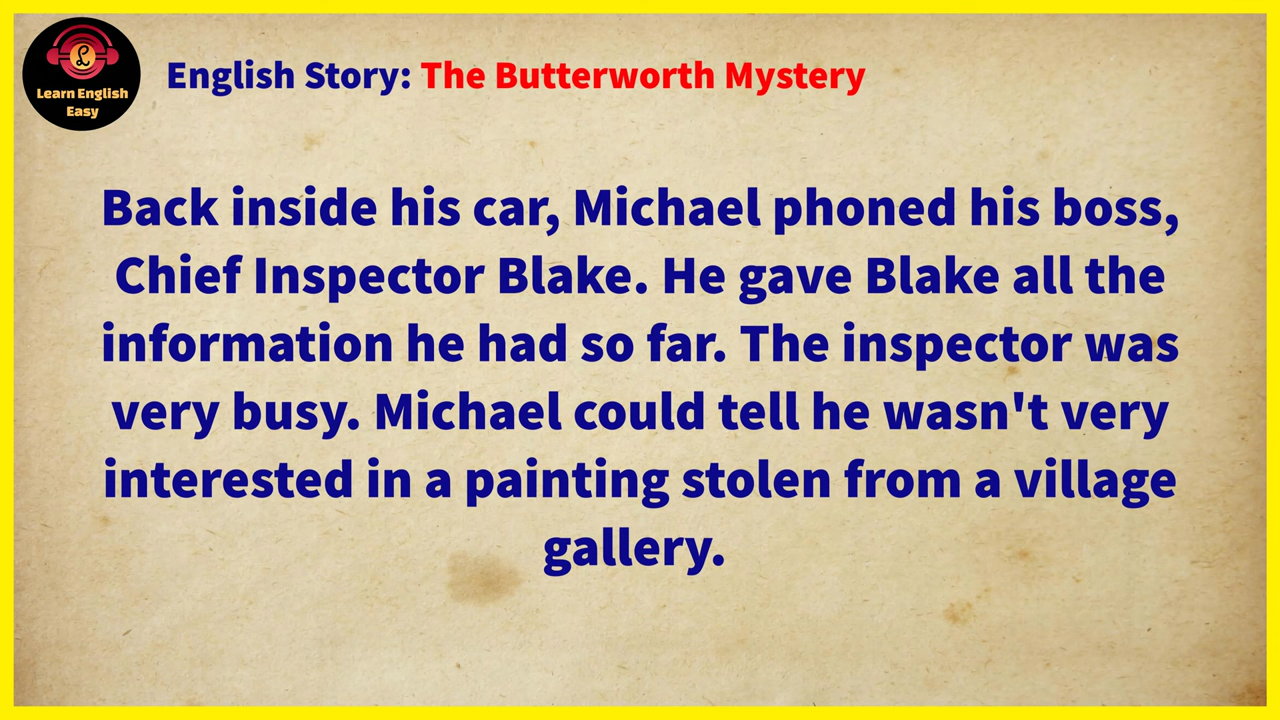 Learn English
Easy
English Story: The Butterworth Mystery
Back inside his car, Michael phoned his boss,
Chief Inspector Blake. He gave Blake all the
information he had so far. The inspector was
very busy. Michael could tell he wasn't very
interested in a painting stolen from a village
gallery.